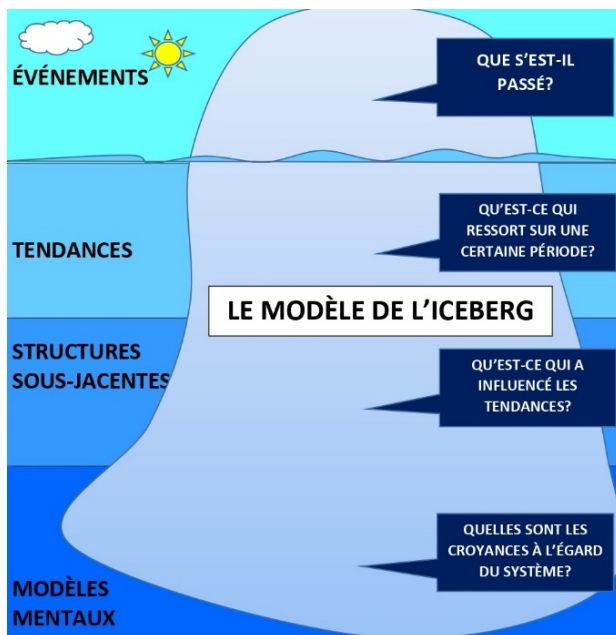 ÉVÉNEMENTS
QUE S'EST-IL
PASSÉ?
TENDANCES
QU'EST-CE QUI
RESSORT SUR UNE
CERTAINE PÉRIODE?
LE MODÈLE DE L'ICEBERG
STRUCTURES
SOUS-JACENTES
QU'EST-CE QUI A
INFLUENCÉ LES
TENDANCES?
MODÈLES
MENTAUX
QUELLES SONT LES
CROYANCES À L'ÉGARD
DU SYSTÈME?